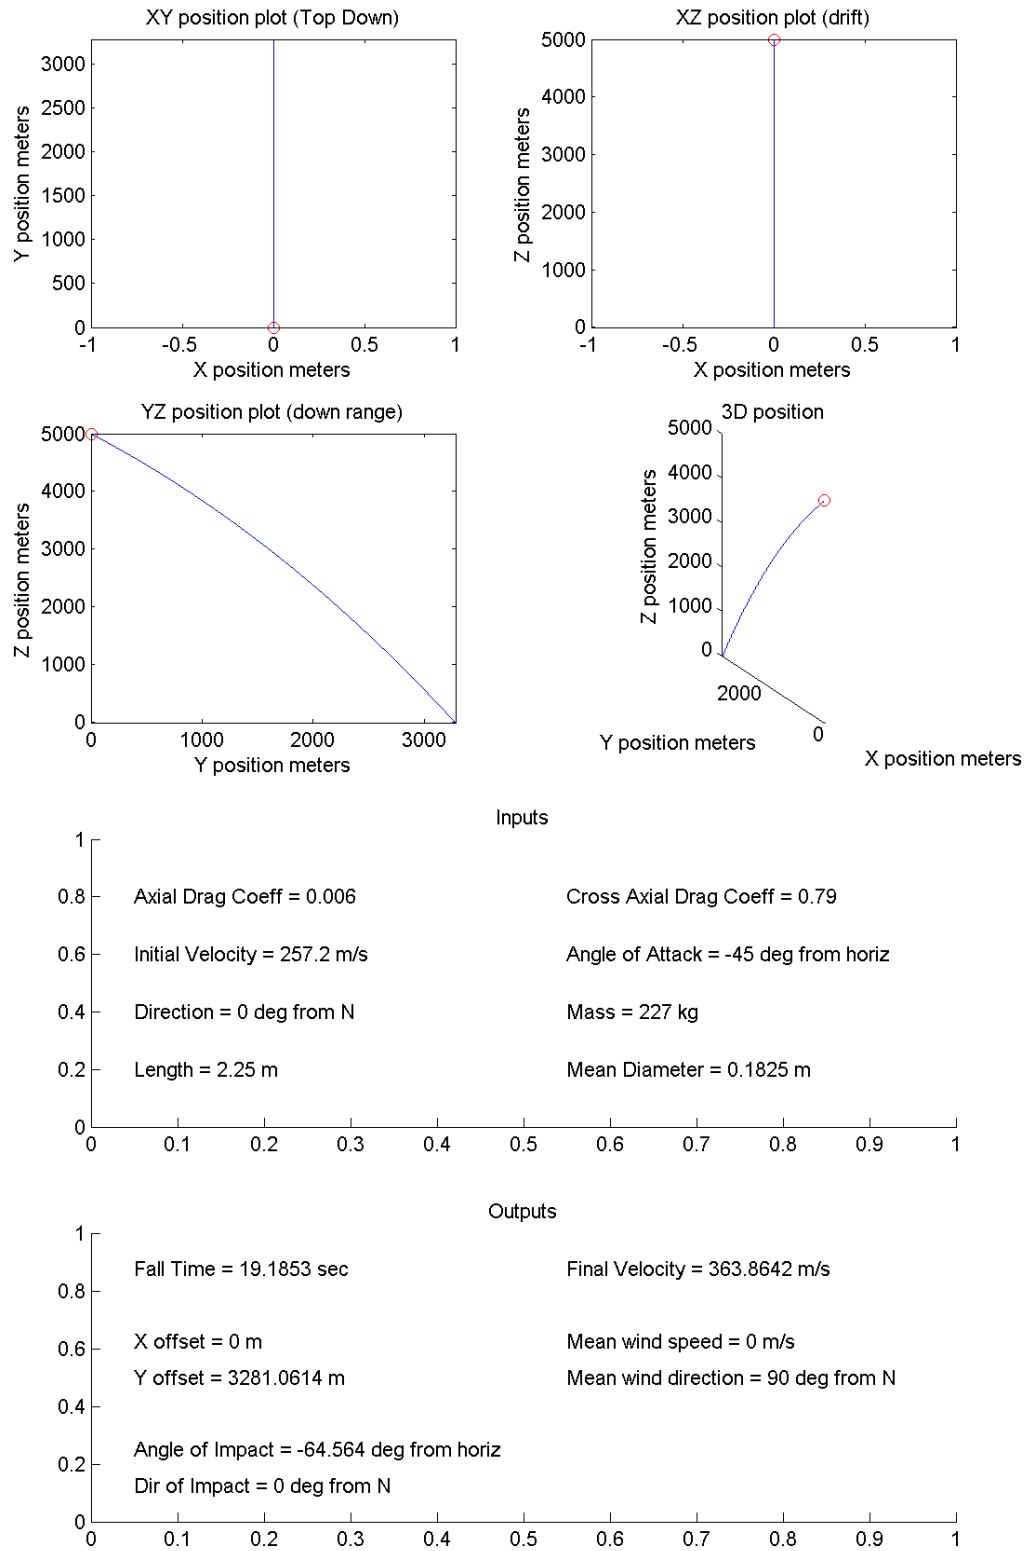 XY position plot (Top Down)
3000
2500
2000
1500
1000
500
0
-1
-0.5
0
0.5
1
Y position meters
X position meters
XZ position plot (drift)
5000
4000
3000
2000
1000
0
-1
-0.5
0
0.5
1
Z position meters
X position meters
YZ position plot (down range)
5000
4000
3000
2000
1000
0
0
1000
2000
3000
Z position meters
Y position meters
3D position
5000
4000
3000
2000
1000
0
2000
0
Z position meters
Y position meters
X position meters
Inputs
1
0.8
0.6
0.4
0.2
0
Axial Drag Coeff = 0.006
Cross Axial Drag Coeff = 0.79
Initial Velocity = 257.2 m/s
Angle of Attack = -45 deg from horiz
Direction = 0 deg from N
Mass = 227 kg
Length = 2.25 m
Mean Diameter = 0.1825 m
0
0.1
0.2
0.3
0.4
0.5
0.6
0.7
0.8
0.9
1
Outputs
1
0.8
0.6
0.4
0.2
0
Fall Time = 19.1853 sec
Final Velocity = 363.8642 m/s
X offset = 0 m
Mean wind speed = 0 m/s
Y offset = 3281.0614 m
Mean wind direction = 90 deg from N
Angle of Impact = -64.564 deg from horiz
Dir of Impact = 0 deg from N
0
0.1
0.2
0.3
0.4
0.5
0.6
0.7
0.8
0.9
1